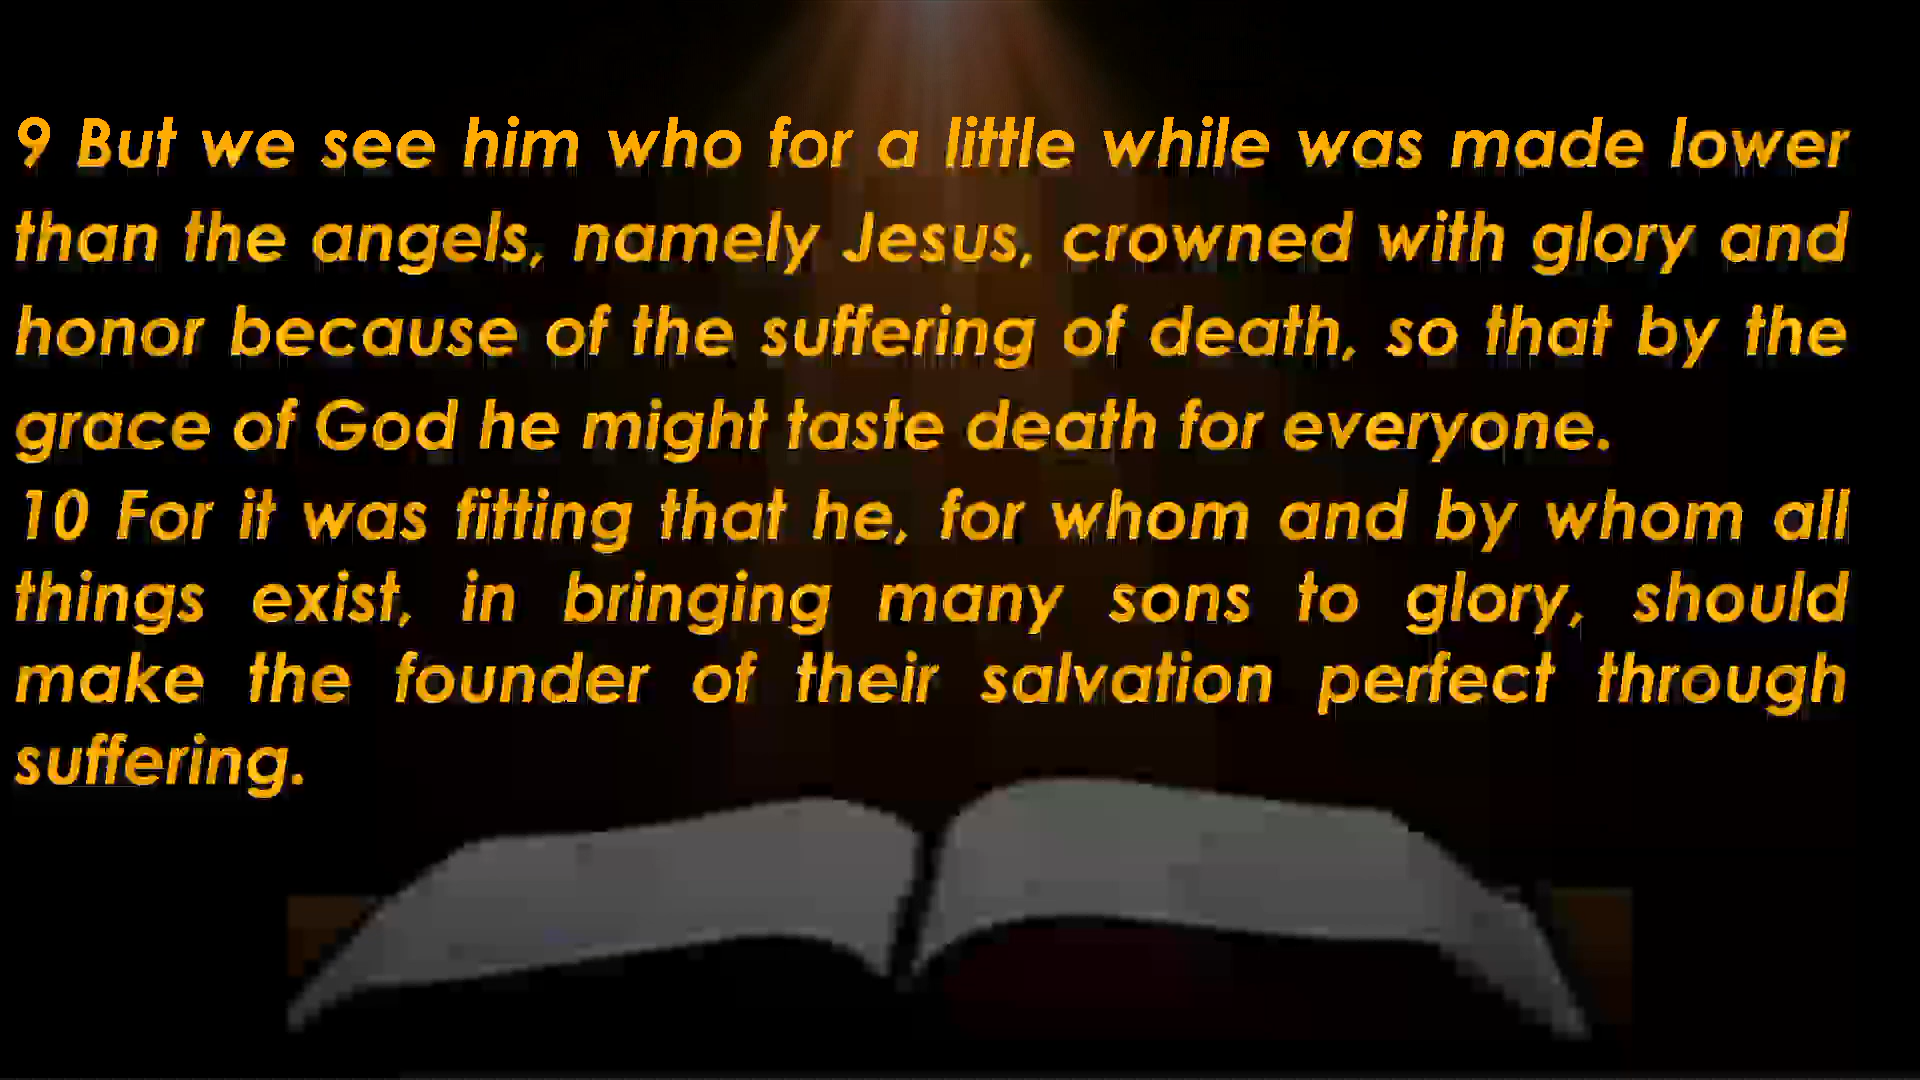 9 But we see him who for a little while was made lower
than the angels, namely Jesus, crowned with glory and
honor because of the suffering of death, so that by the
grace of God he might taste death for everyone.
10 For it was fitting that he, for whom and by whom all
things exist, in bringing many sons to glory, should
make the founder of their salvation perfect through
suffering.